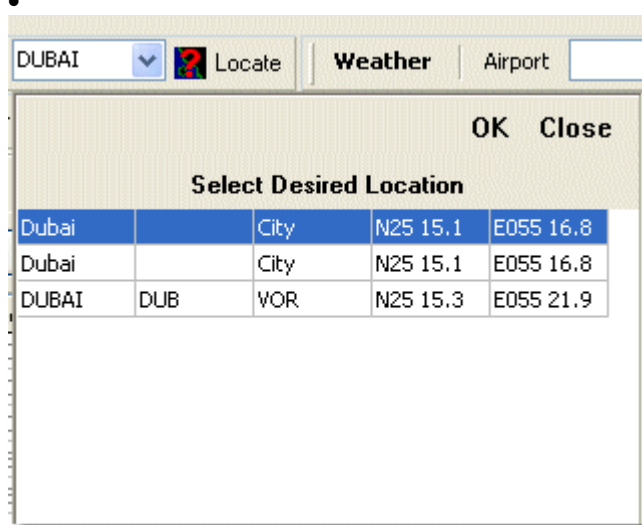 DUBAI Locate Weather Airport
OK Close
Select Desired Location
Dubai City N25 15.1 E055 16.8
Dubai City N25 15.1 E055 16.8
DUBAI DUB VOR N25 15.3 E055 21.9